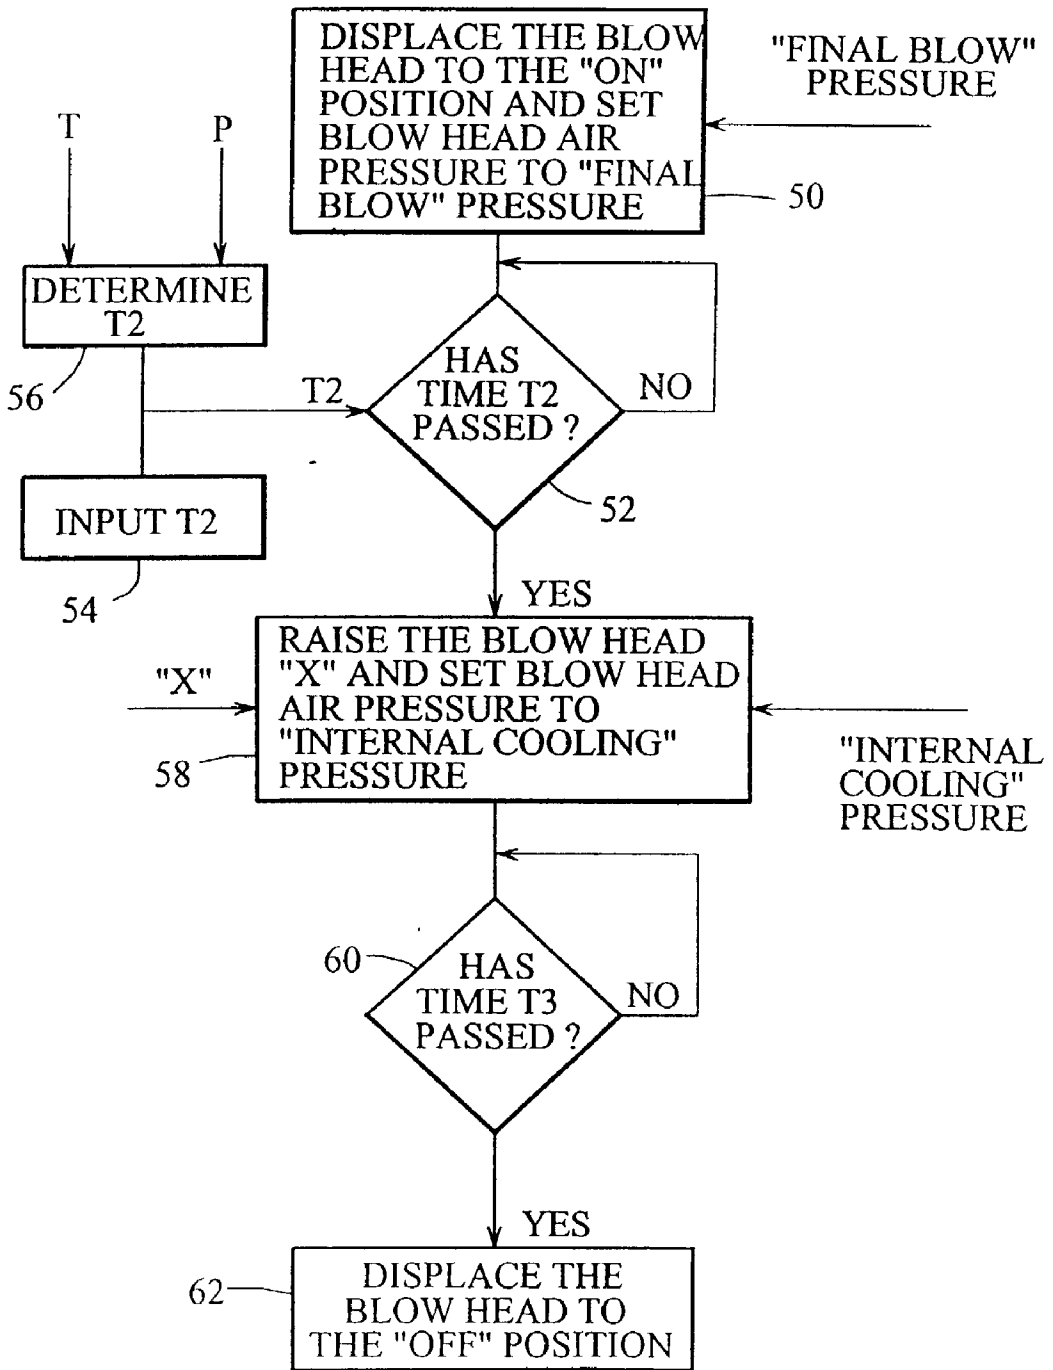 DISPLACE THE BLOW
HEAD TO THE "ON"
POSITION AND SET
BLOW HEAD AIR
PRESSURE TO "FINAL
BLOW" PRESSURE
"FINAL BLOW"
PRESSURE
50
T
P
DETERMINE
T2
56
T2
HAS
TIME T2
PASSED ?
NO
52
INPUT T2
54
YES
RAISE THE BLOW HEAD
"X" AND SET BLOW HEAD
AIR PRESSURE TO
"INTERNAL COOLING"
PRESSURE
"X"
58
"INTERNAL
COOLING"
PRESSURE
60
HAS
TIME T3
PASSED ?
NO
YES
62
DISPLACE THE
BLOW HEAD TO
THE "OFF" POSITION